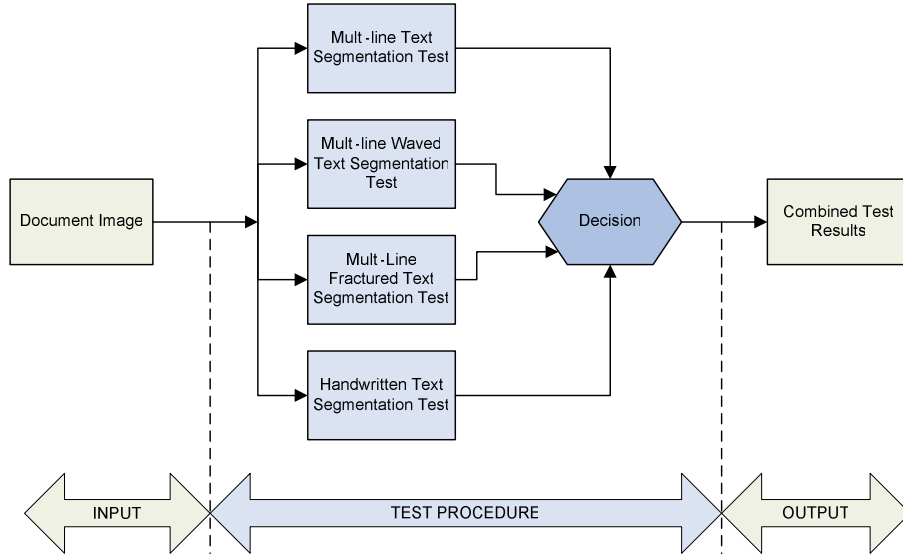 Mult-line Text
Segmentation Test
Mult-line Waved
Text Segmentation
Test
Document Image
Decision
Combined Test
Results
Mult-Line
Fractured Text
Segmentation Test
Handwritten Text
Segmentation Test
INPUT
TEST PROCEDURE
OUTPUT